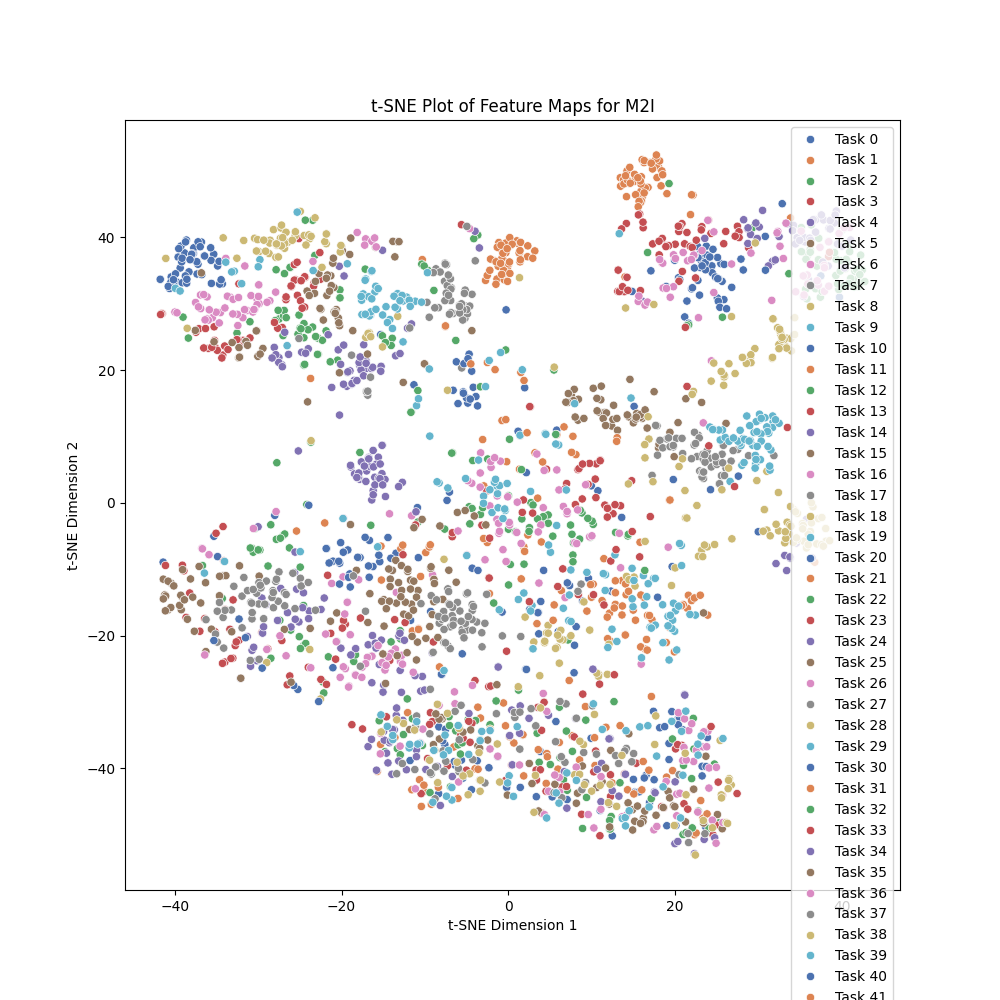 t-SNE Plot of Feature Maps for M2I
40
20
0
−20
−40
t-SNE Dimension 2
−40
−20
0
20
40
t-SNE Dimension 1
Task 0
Task 1
Task 2
Task 3
Task 4
Task 5
Task 6
Task 7
Task 8
Task 9
Task 10
Task 11
Task 12
Task 13
Task 14
Task 15
Task 16
Task 17
Task 18
Task 19
Task 20
Task 21
Task 22
Task 23
Task 24
Task 25
Task 26
Task 27
Task 28
Task 29
Task 30
Task 31
Task 32
Task 33
Task 34
Task 35
Task 36
Task 37
Task 38
Task 39
Task 40
Task 41